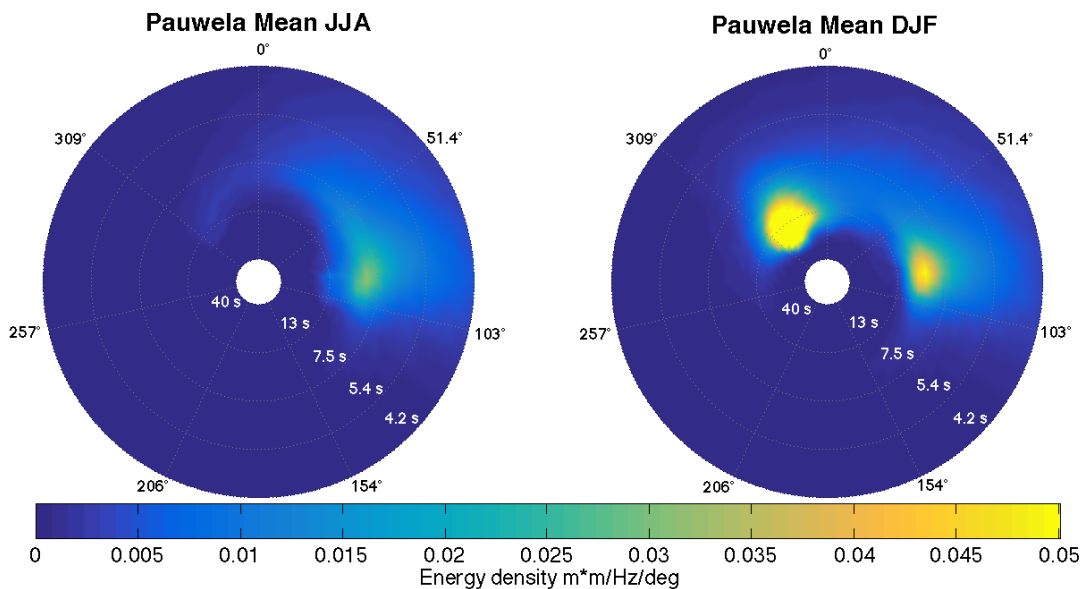 Pauwela Mean JJA
0°
309°
51.4°
257°
103°
206°
154°
40 s
13 s
7.5 s
5.4 s
4.2 s
Pauwela Mean DJF
0°
309°
51.4°
257°
103°
206°
154°
40 s
13 s
7.5 s
5.4 s
4.2 s
0 0.005 0.01 0.015 0.02 0.025 0.03 0.035 0.04 0.045 0.05
Energy density m*m/Hz/deg